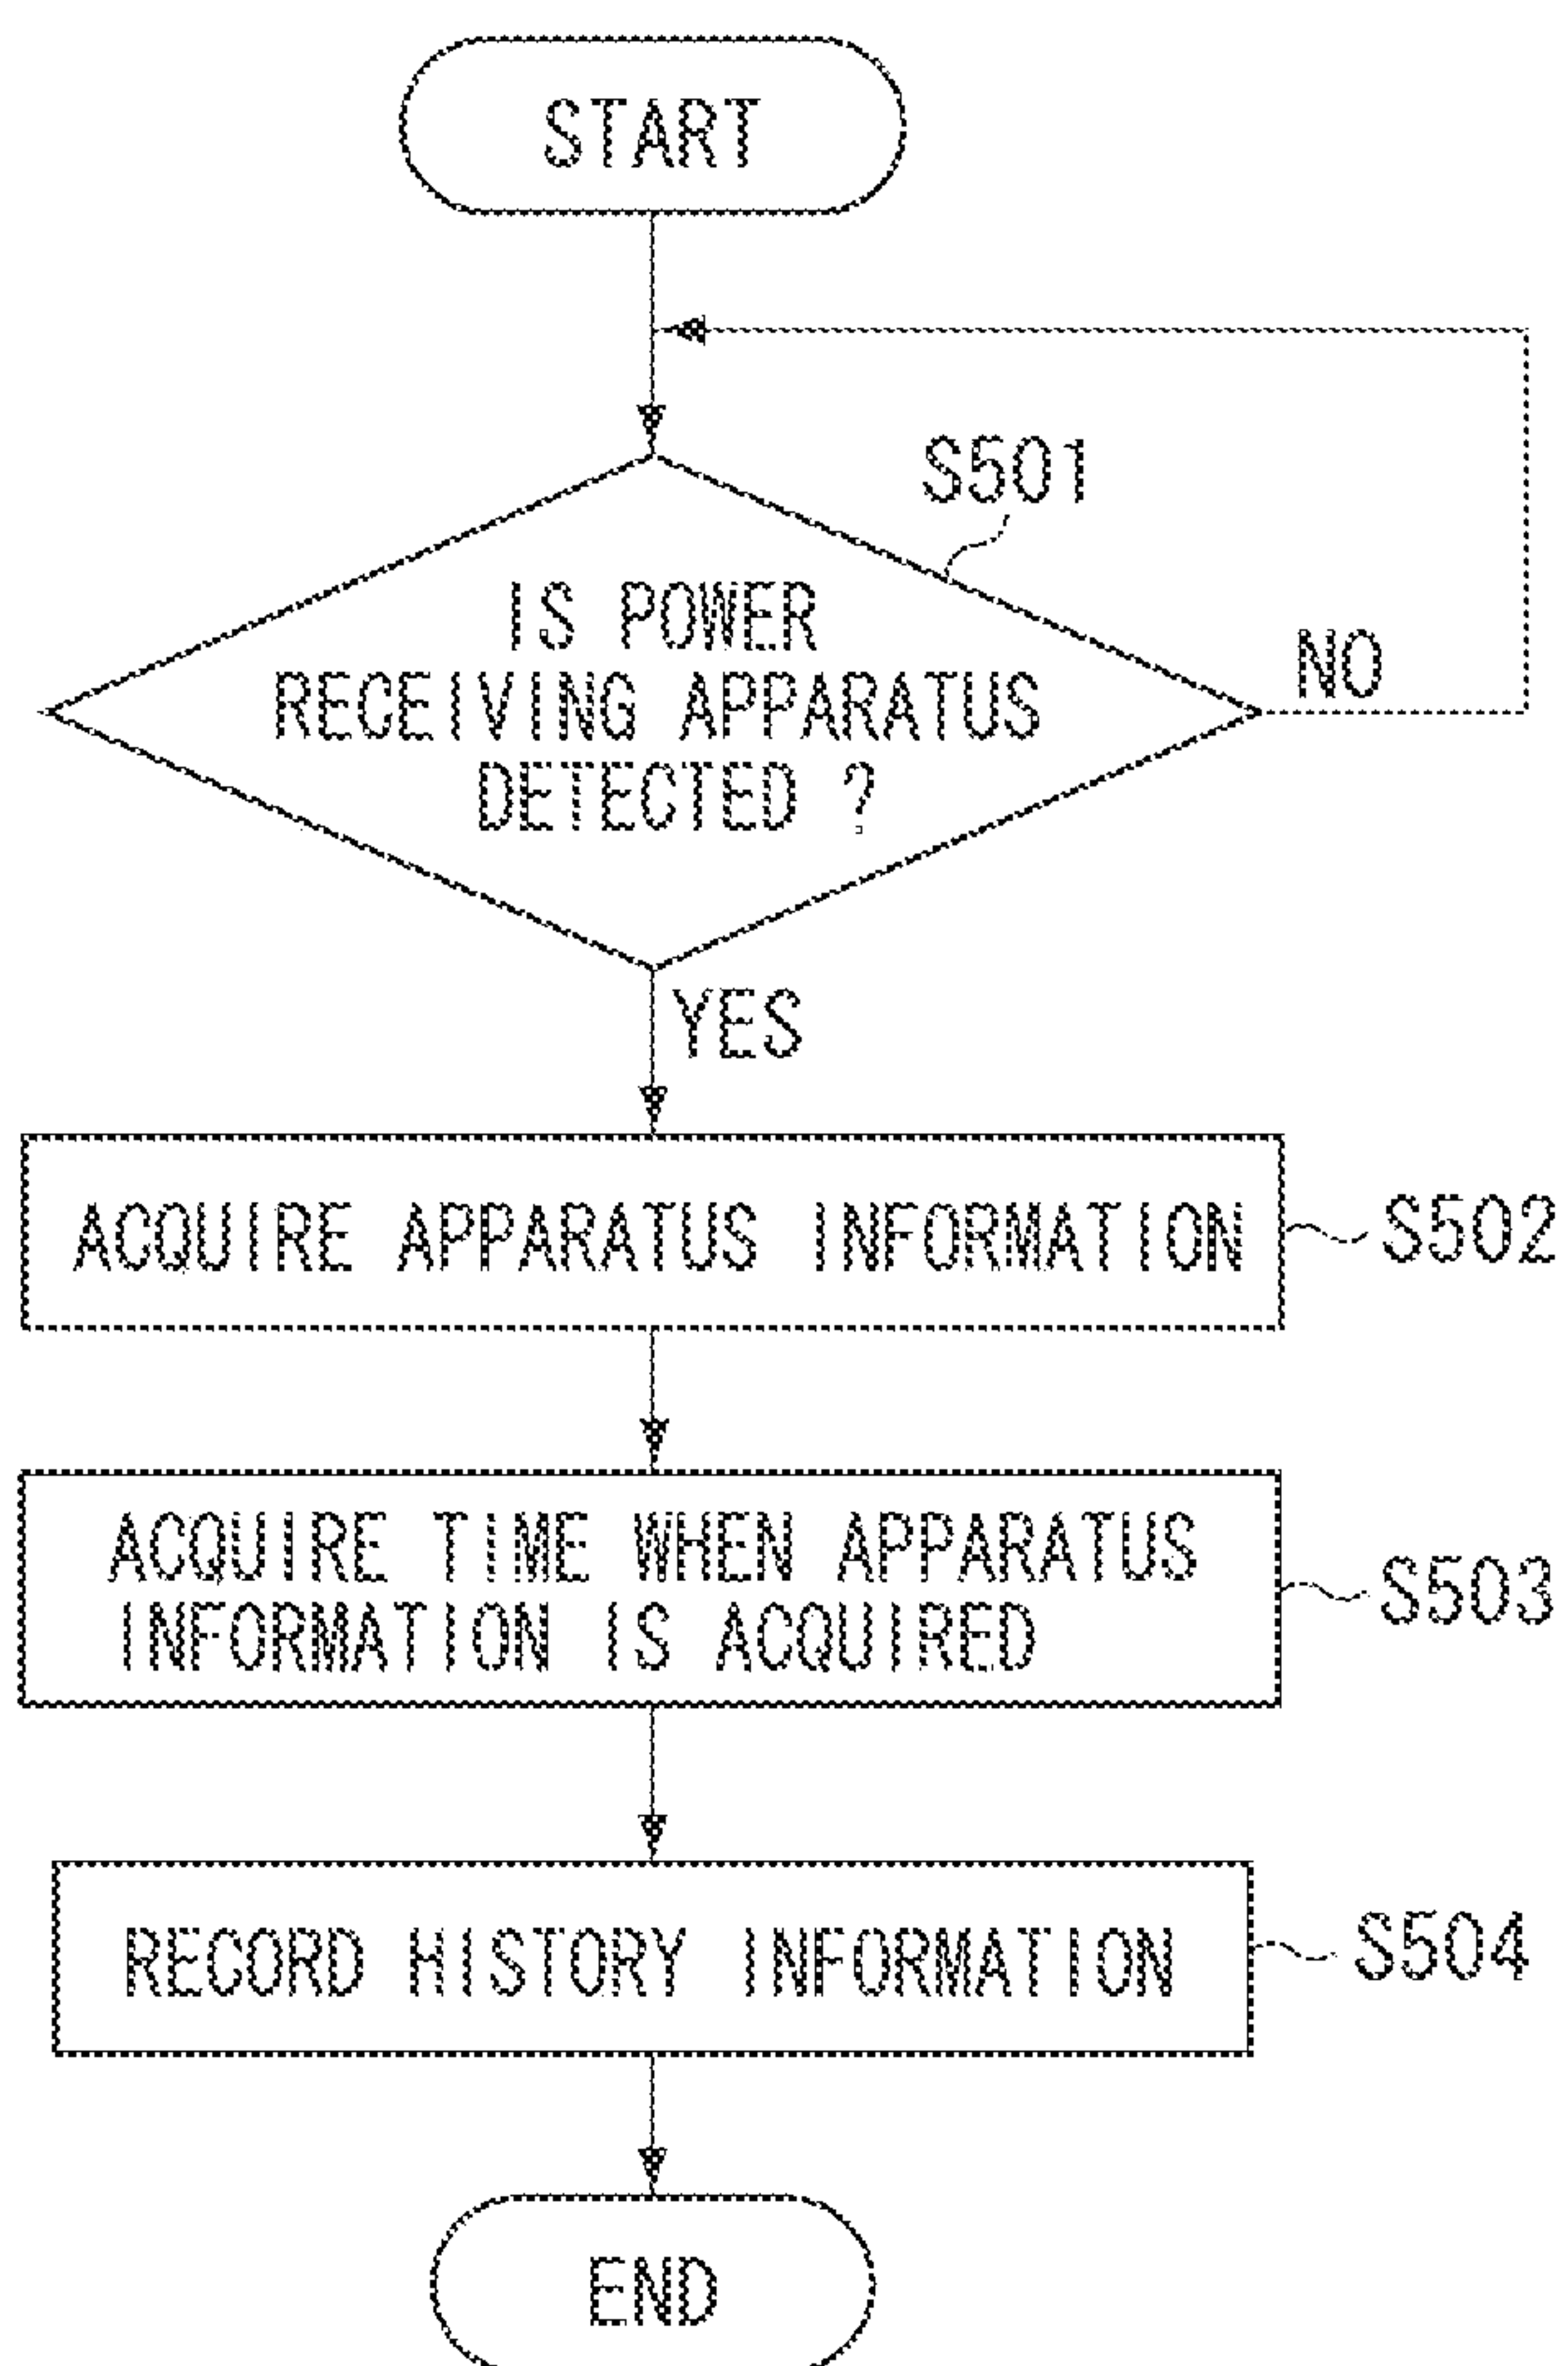 START
S501
IS POWER
RECEIVING APPARATUS
DETECTED ?
NO
YES
ACQUIRE APPARATUS INFORMATION
S502
ACQUIRE TIME WHEN APPARATUS
INFORMATION IS ACQUIRED
S503
RECORD HISTORY INFORMATION
S504
END